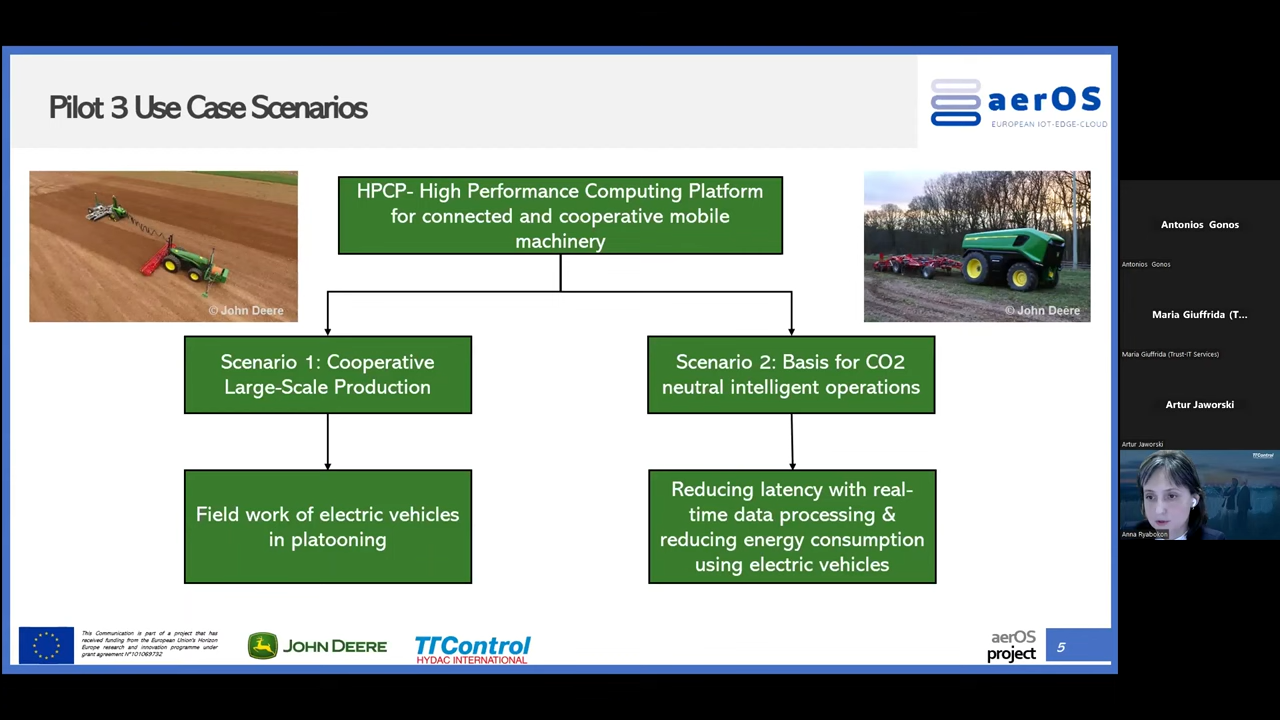 Pilot 3 Use Case Scenarios
aerOS
EUROPEAN IOT-EDGE-CLOUD
HPCP- High Performance Computing Platform
for connected and cooperative mobile
machinery
© John Deere
© John Deere
Scenario 1: Cooperative
Large-Scale Production
Scenario 2: Basis for CO2
neutral intelligent operations
Field work of electric vehicles
in platooning
Reducing latency with real-
time data processing &
reducing energy consumption
using electric vehicles
This Communication is part of a project that has
received funding from the European Union's Horizon
Europe research and innovation programme under
grant agreement N°101069732
JOHN DEERE
TTControl
HYDAC INTERNATIONAL
aerOS
project
5
Antonios Gonos
Antonios Gonos
Maria Giuffrida (T...
Maria Giuffrida (Trust-IT Services)
Artur Jaworski
Artur Jaworski
TTControl
Anna Ryabokon